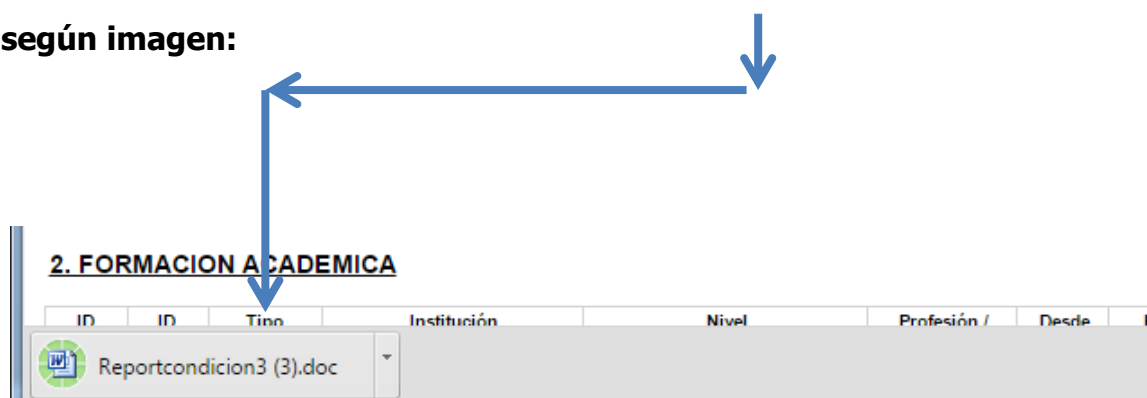 según imagen:
2. FORMACION ACADEMICA
ID ID Tipo Institución Nivel Profesión / Desde
Reportcondicion3 (3).doc